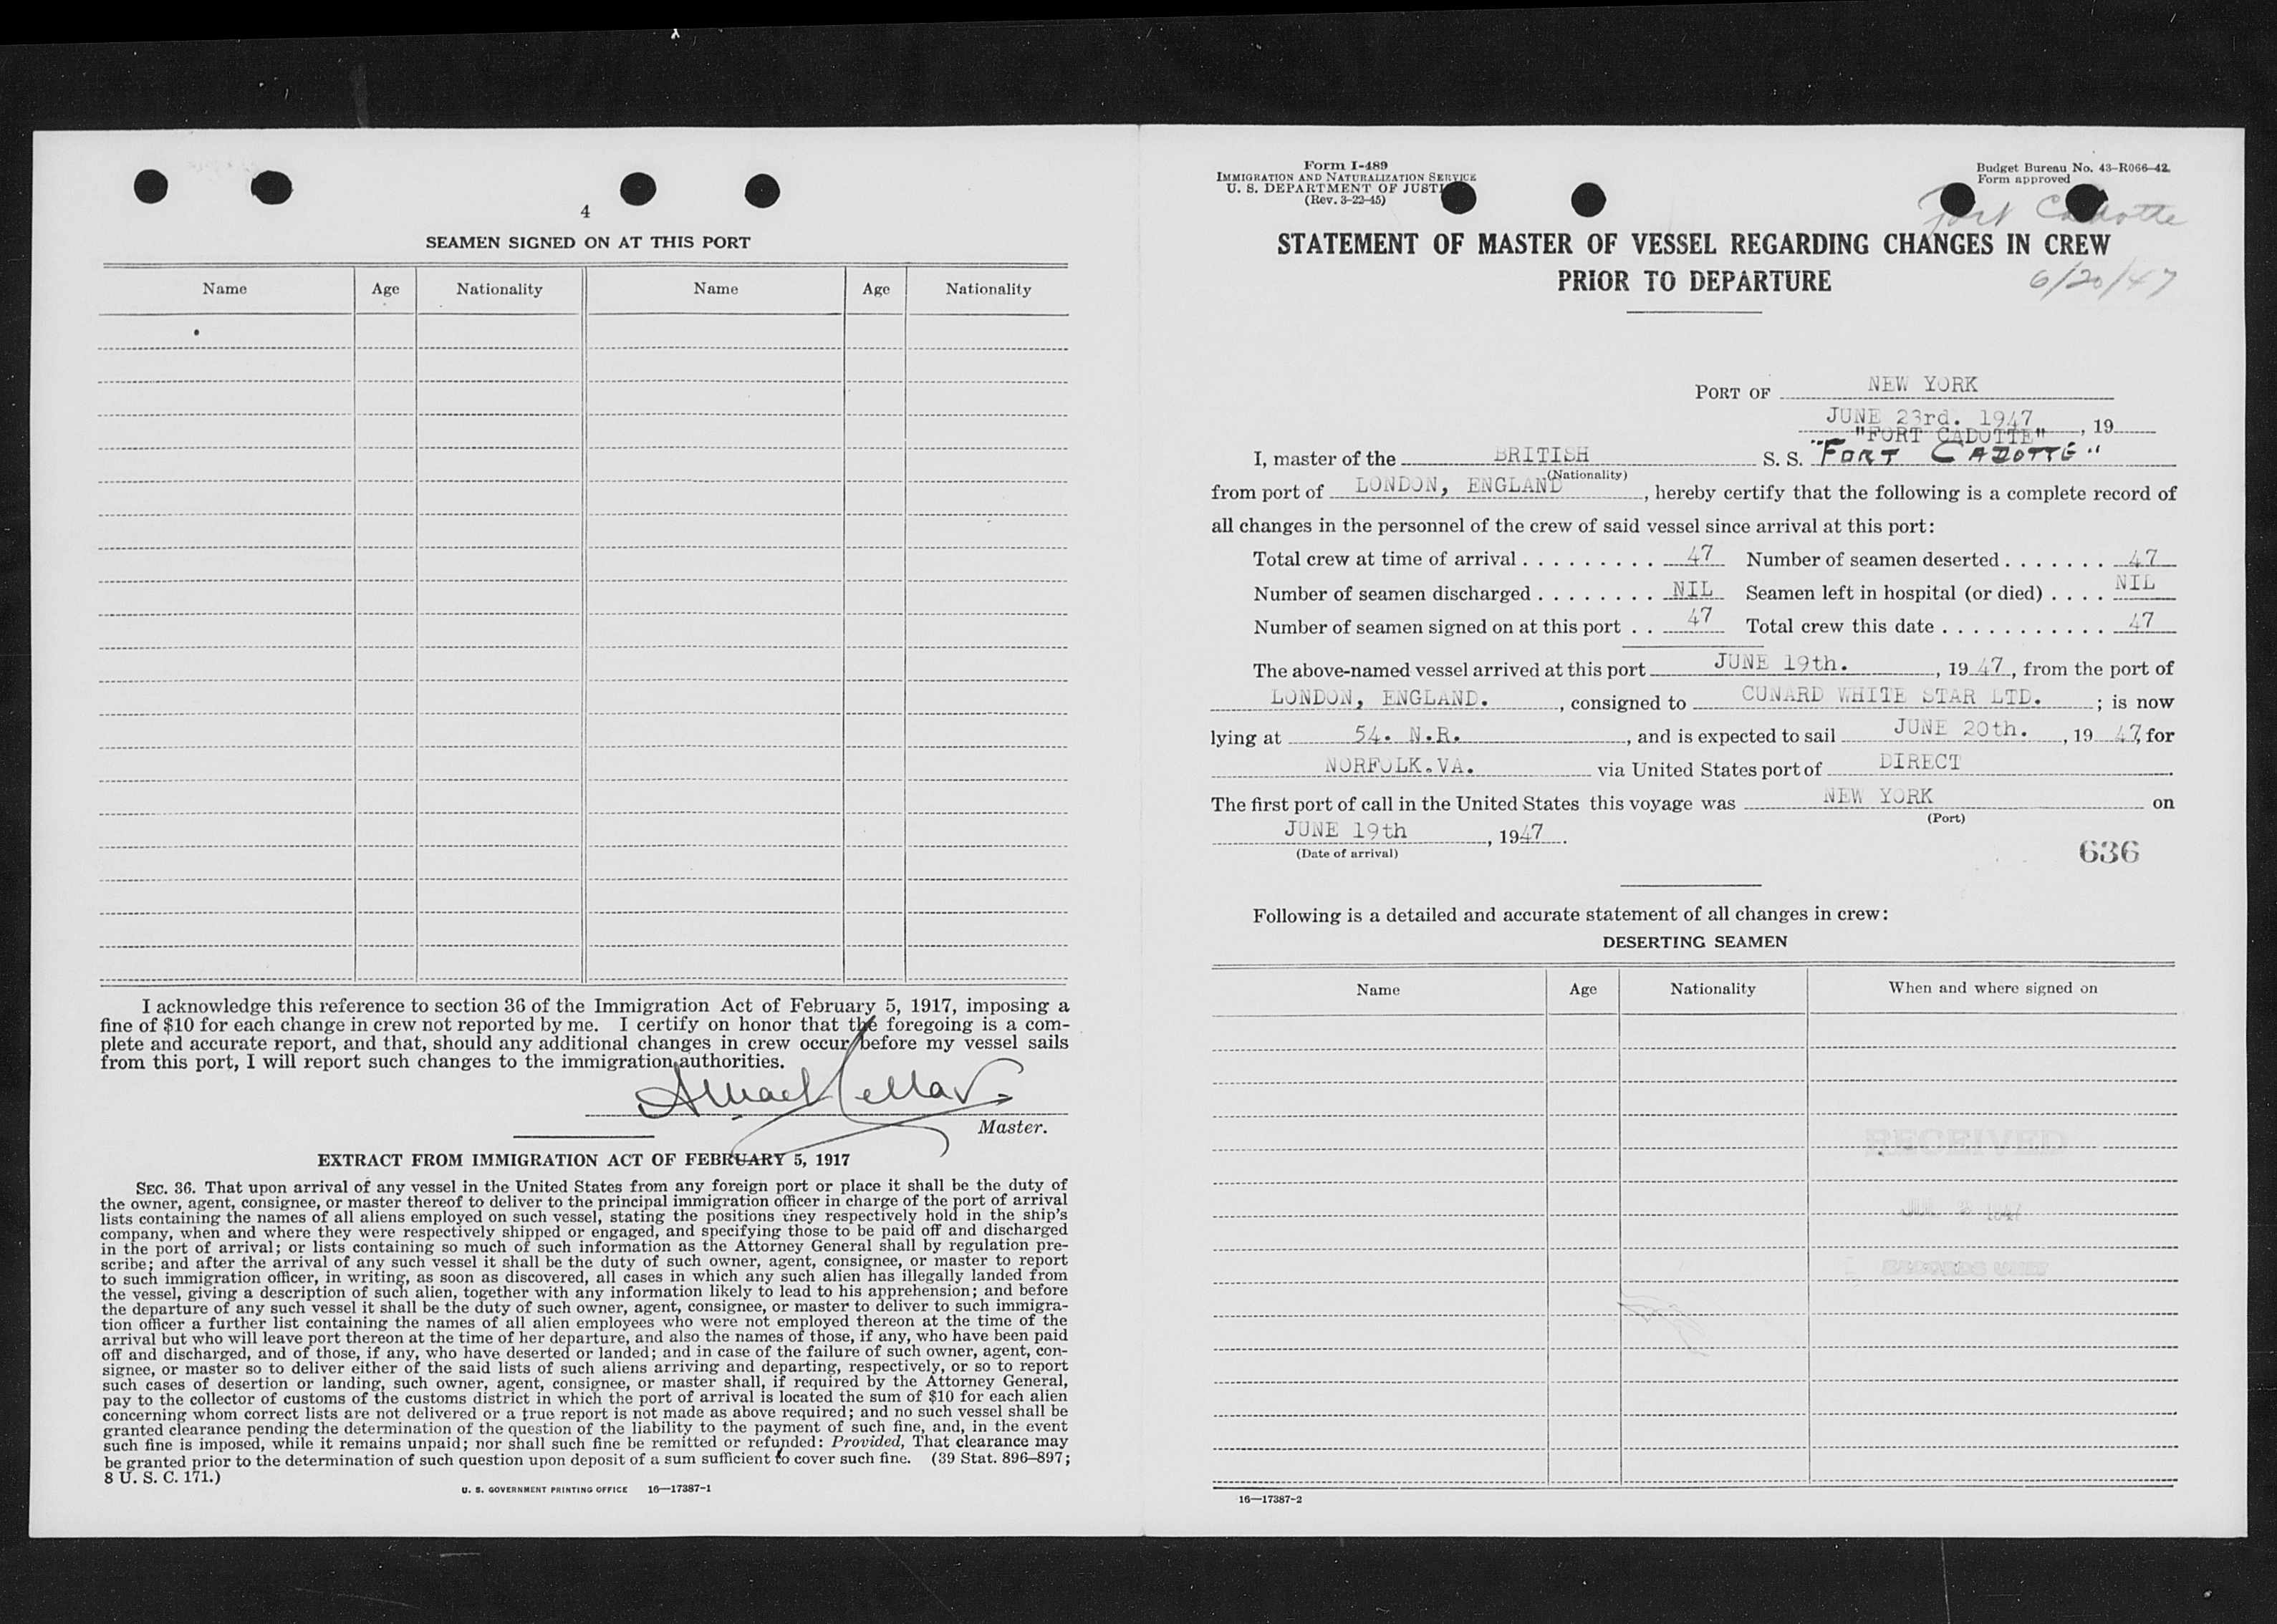 4
SEAMEN SIGNED ON AT THIS PORT
Name Age Nationality Name Age Nationality
I acknowledge this reference to section 36 of the Immigration Act of February 5, 1917, imposing a
fine of $10 for each change in crew not reported by me. I certify on honor that the foregoing is a com-
plete and accurate report, and that, should any additional changes in crew occur before my vessel sails
from this port, I will report such changes to the immigration authorities.
Master.
EXTRACT FROM IMMIGRATION ACT OF FEBRUARY 5, 1917
SEC. 36. That upon arrival of any vessel in the United States from any foreign port or place it shall be the duty of
the owner, agent, consignee, or master thereof to deliver to the principal immigration officer in charge of the port of arrival
lists containing the names of all aliens employed on such vessel, stating the positions they respectively hold in the ship's
company, when and where they were respectively shipped or engaged, and specifying those to be paid off and discharged
in the port of arrival; or lists containing so much of such information as the Attorney General shall by regulation pre-
scribe; and after the arrival of any such vessel it shall be the duty of such owner, agent, consignee, or master to report
to such immigration officer, in writing, as soon as discovered, all cases in which any such alien has illegally landed from
the vessel, giving a description of such alien, together with any information likely to lead to his apprehension; and before
the departure of any such vessel it shall be the duty of such owner, agent, consignee, or master to deliver to such immigra-
tion officer a further list containing the names of all alien employees who were not employed thereon at the time of the
arrival but who will leave port thereon at the time of her departure, and also the names of those, if any, who have been paid
off and discharged, and of those, if any, who have deserted or landed; and in case of the failure of such owner, agent, con-
signee, or master so to deliver either of the said lists of such aliens arriving and departing, respectively, or so to report
such cases of desertion or landing, such owner, agent, consignee, or master shall, if required by the Attorney General,
pay to the collector of customs of the customs district in which the port of arrival is located the sum of $10 for each alien
concerning whom correct lists are not delivered or a true report is not made as above required; and no such vessel shall be
granted clearance pending the determination of the question of the liability to the payment of such fine, and, in the event
such fine is imposed, while it remains unpaid; nor shall such fine be remitted or refunded: Provided, That clearance may
be granted prior to the determination of such question upon deposit of a sum sufficient to cover such fine. (39 Stat. 896–897;
8 U. S. C. 171.)
U. S. GOVERNMENT PRINTING OFFICE 16—17387-1
Form I-489
IMMIGRATION AND NATURALIZATION SERVICE
U. S. DEPARTMENT OF JUSTI
(Rev. 3-22-45)
Budget Bureau No. 43-R066-42.
Form approved
Fort Cadotte
STATEMENT OF MASTER OF VESSEL REGARDING CHANGES IN CREW
PRIOR TO DEPARTURE
6/20/47
PORT OF NEW YORK
JUNE 23rd. 1947, 19
"FORT CADOTTE"
I, master of the BRITISH S. S. "FORT CADOTTE"
(Nationality)
from port of LONDON, ENGLAND, hereby certify that the following is a complete record of
all changes in the personnel of the crew of said vessel since arrival at this port:
Total crew at time of arrival 47 Number of seamen deserted 47
Number of seamen discharged NIL Seamen left in hospital (or died) NIL
Number of seamen signed on at this port 47 Total crew this date 47
The above-named vessel arrived at this port JUNE 19th., 1947, from the port of
LONDON, ENGLAND., consigned to CUNARD WHITE STAR LTD.; is now
lying at 54. N.R., and is expected to sail JUNE 20th., 1947, for
NORFOLK.VA. via United States port of DIRECT.
The first port of call in the United States this voyage was NEW YORK on
(Port)
JUNE 19th, 1947.
(Date of arrival)
636
Following is a detailed and accurate statement of all changes in crew:
DESERTING SEAMEN
Name Age Nationality When and where signed on
RECEIVED
RECORDS UNIT
16—17387-2